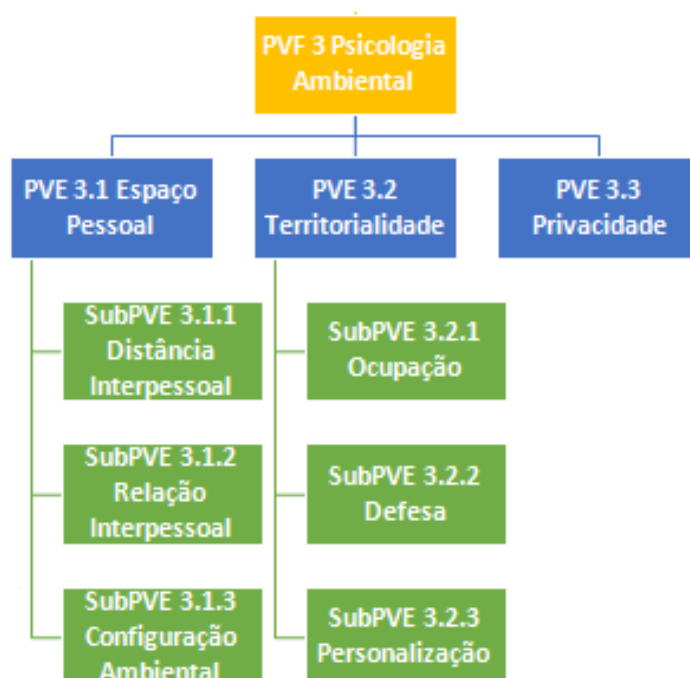 PVF 3 Psicologia
Ambiental
PVE 3.1 Espaço
Pessoal
PVE 3.2
Territorialidade
PVE 3.3
Privacidade
SubPVE 3.1.1
Distância
Interpessoal
SubPVE 3.2.1
Ocupação
SubPVE 3.1.2
Relação
Interpessoal
SubPVE 3.2.2
Defesa
SubPVE 3.1.3
Configuração
Ambiental
SubPVE 3.2.3
Personalização